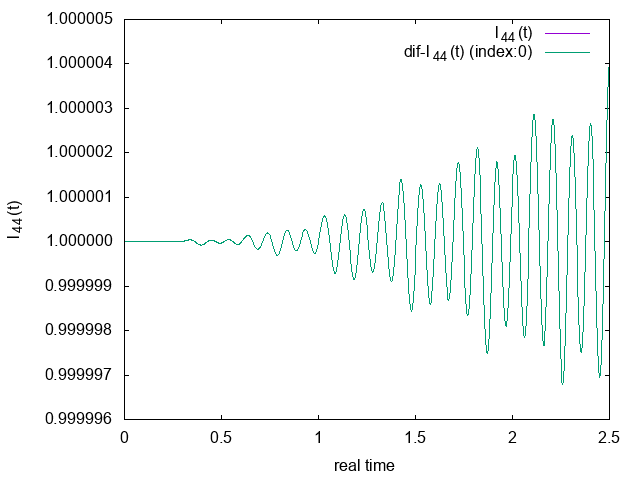 1.000005
1.000004
1.000003
1.000002
1.000001
1.000000
0.999999
0.999998
0.999997
0.999996
I44(t)
I44(t)
dif-I44(t) (index:0)
0 0.5 1 1.5 2 2.5
real time